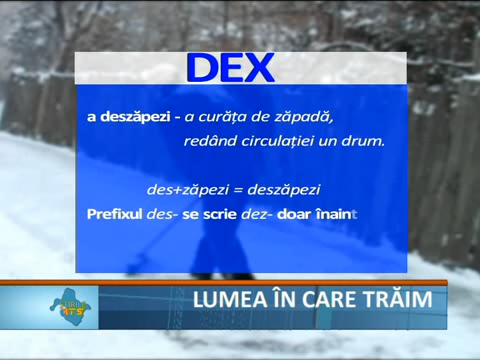 DEX
a deszăpezi - a curăța de zăpadă,
redând circulației un drum.
des+zăpezi = deszăpezi
Prefixul des- se scrie dez- doar înaint
LUMEA ÎN CARE TRĂIM